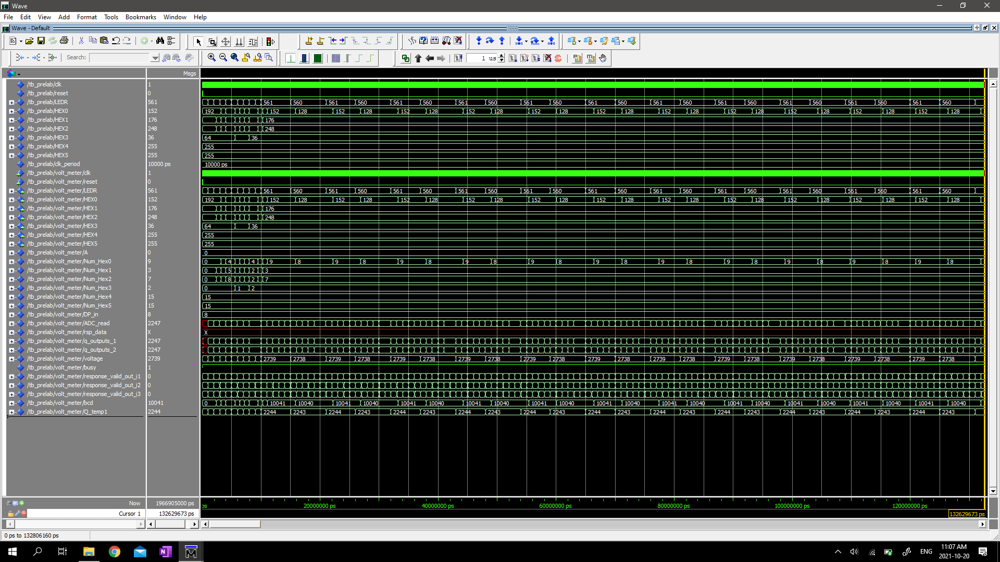 Wave
File Edit View Add Format Tools Bookmarks Window Help
Wave - Default
Search:
1 us
Msgs
/tb_prelab/clk 1
/tb_prelab/reset 0
/tb_prelab/LEDR 561 561 560 561 560 561 560 561 560 561 560 561 560 561 560 561 560 561 560 561 560 561 560
/tb_prelab/HEX0 152 192 152 128 152 128 152 128 152 128 152 128 152 128 152 128 152 128 152 128 152 128 152 128
/tb_prelab/HEX1 176 176
/tb_prelab/HEX2 248 248
/tb_prelab/HEX3 36 64 36
/tb_prelab/HEX4 255 255
/tb_prelab/HEX5 255 255
/tb_prelab/clk_period 10000 ps 10000 ps
/tb_prelab/volt_meter/clk 1
/tb_prelab/volt_meter/reset 0
/tb_prelab/volt_meter/LEDR 561 561 560 561 560 561 560 561 560 561 560 561 560 561 560 561 560 561 560 561 560 561 560
/tb_prelab/volt_meter/HEX0 152 192 152 128 152 128 152 128 152 128 152 128 152 128 152 128 152 128 152 128 152 128 152 128
/tb_prelab/volt_meter/HEX1 176 176
/tb_prelab/volt_meter/HEX2 248 248
/tb_prelab/volt_meter/HEX3 36 64 36
/tb_prelab/volt_meter/HEX4 255 255
/tb_prelab/volt_meter/HEX5 255 255
/tb_prelab/volt_meter/A 0 0
/tb_prelab/volt_meter/Num_Hex0 9 0 4 4 9 8 9 8 9 8 9 8 9 8 9 8 9 8 9 8 9 8 9 8 9 8
/tb_prelab/volt_meter/Num_Hex1 3 0 5 2 3
/tb_prelab/volt_meter/Num_Hex2 7 0 8 2 7
/tb_prelab/volt_meter/Num_Hex3 2 0 1 2
/tb_prelab/volt_meter/Num_Hex4 15 15
/tb_prelab/volt_meter/Num_Hex5 15 15
/tb_prelab/volt_meter/DP_in 8 8
/tb_prelab/volt_meter/ADC_read 2247
/tb_prelab/volt_meter/rsp_data X X
/tb_prelab/volt_meter/q_outputs_1 2247
/tb_prelab/volt_meter/q_outputs_2 2247
/tb_prelab/volt_meter/voltage 2739 2739 2738 2739 2738 2739 2738 2739 2738 2739 2738 2739 2738 2739 2738 2739 2738 2739 2738 2739 2738 2739 2738
/tb_prelab/volt_meter/busy 1
/tb_prelab/volt_meter/response_valid_out_i1 0
/tb_prelab/volt_meter/response_valid_out_i2 0
/tb_prelab/volt_meter/response_valid_out_i3 0
/tb_prelab/volt_meter/bcd 10041 0 10041 10040 10041 10040 10041 10040 10041 10040 10041 10040 10041 10040 10041 10040 10041 10040 10041 10040 10041 10040 10041 10040
/tb_prelab/volt_meter/Q_temp1 2244 2244 2243 2244 2243 2244 2243 2244 2243 2244 2243 2244 2243 2244 2243 2244 2243 2244 2243 2244 2243 2244 2243
Now 1966905000 ps ps 20000000 ps 40000000 ps 60000000 ps 80000000 ps 100000000 ps 120000000 ps
Cursor 1 132629673 ps 132629673 ps
0 ps to 132806160 ps
ENG
11:07 AM
2021-10-20